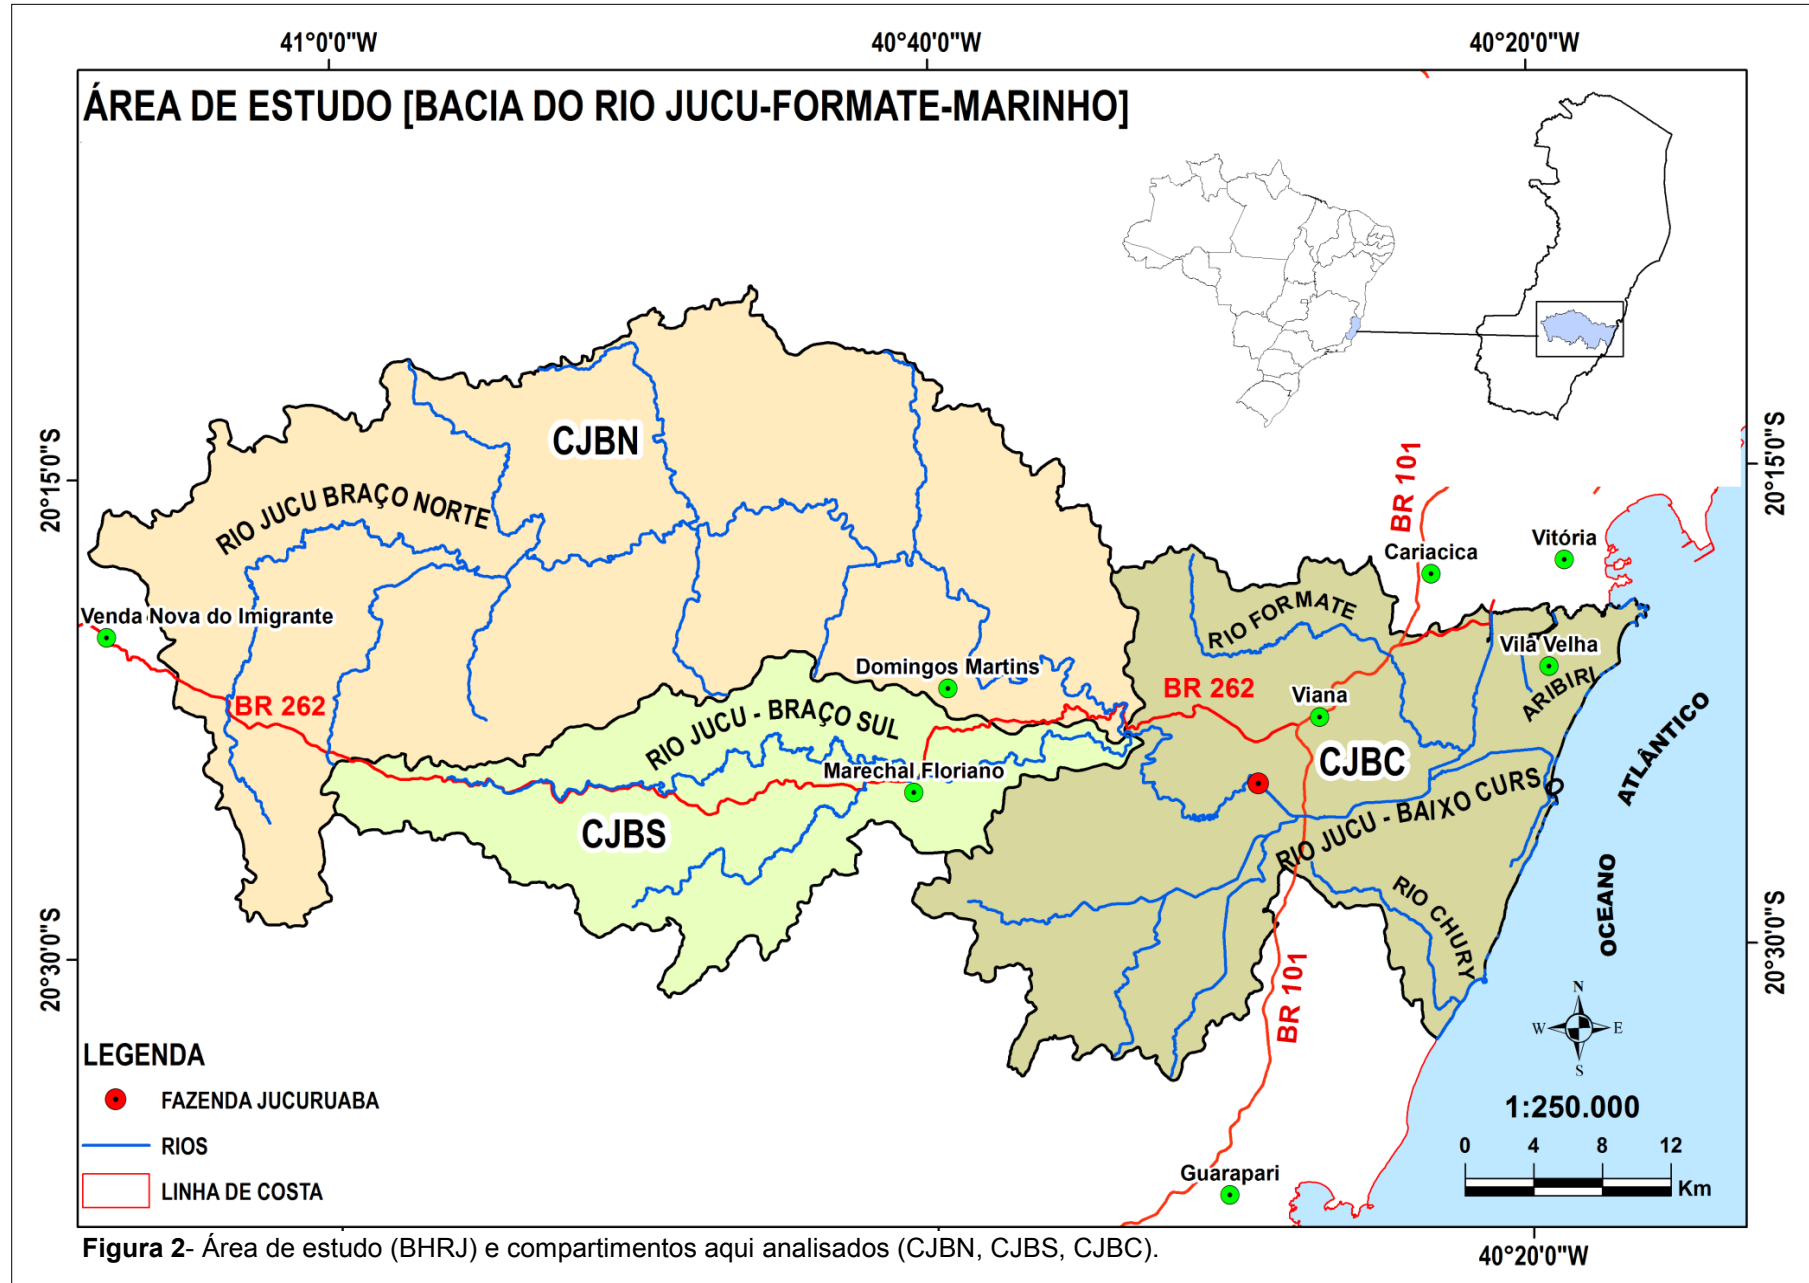 41°0'0"W
40°40'0"W
40°20'0"W
ÁREA DE ESTUDO [BACIA DO RIO JUCU-FORMATE-MARINHO]
20°15'0"S
20°15'0"S
CJBN
RIO JUCU BRAÇO NORTE
BR 101
Cariacica
Vitória
RIO FORMATE
Venda Nova do Imigrante
Vila Velha
Domingos Martins
ARIBIRI
BR 262
BR 262
Viana
RIO JUCU - BRAÇO SUL
ATLÂNTICO
CJBC
Marechal Floriano
RIO JUCU - BAIXO CURSO
CJBS
OCEANO
RIO CHURY
20°30'0"S
20°30'0"S
BR 101
N
W
E
S
LEGENDA
FAZENDA JUCURUABA
RIOS
LINHA DE COSTA
1:250.000
0 4 8 12
Km
Guarapari
Figura 2- Área de estudo (BHRJ) e compartimentos aqui analisados (CJBN, CJBS, CJBC).
40°20'0"W